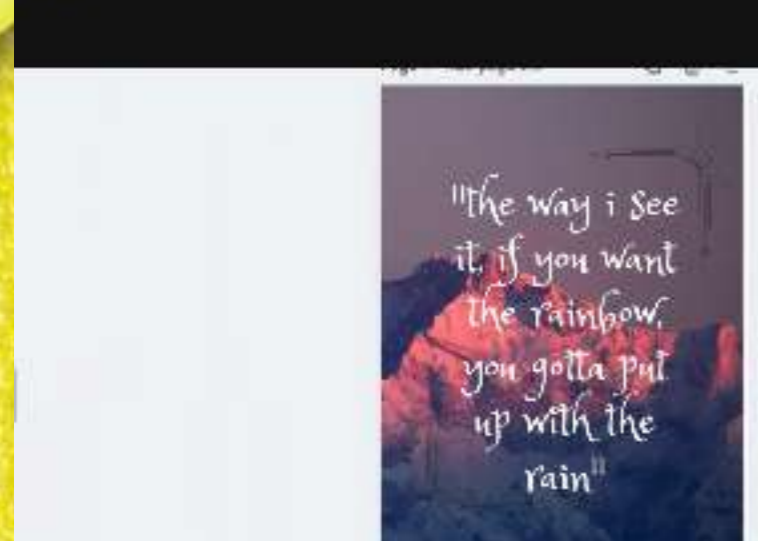 "the way i see
it, if you want
the rainbow,
you gotta put
up with the
rain"